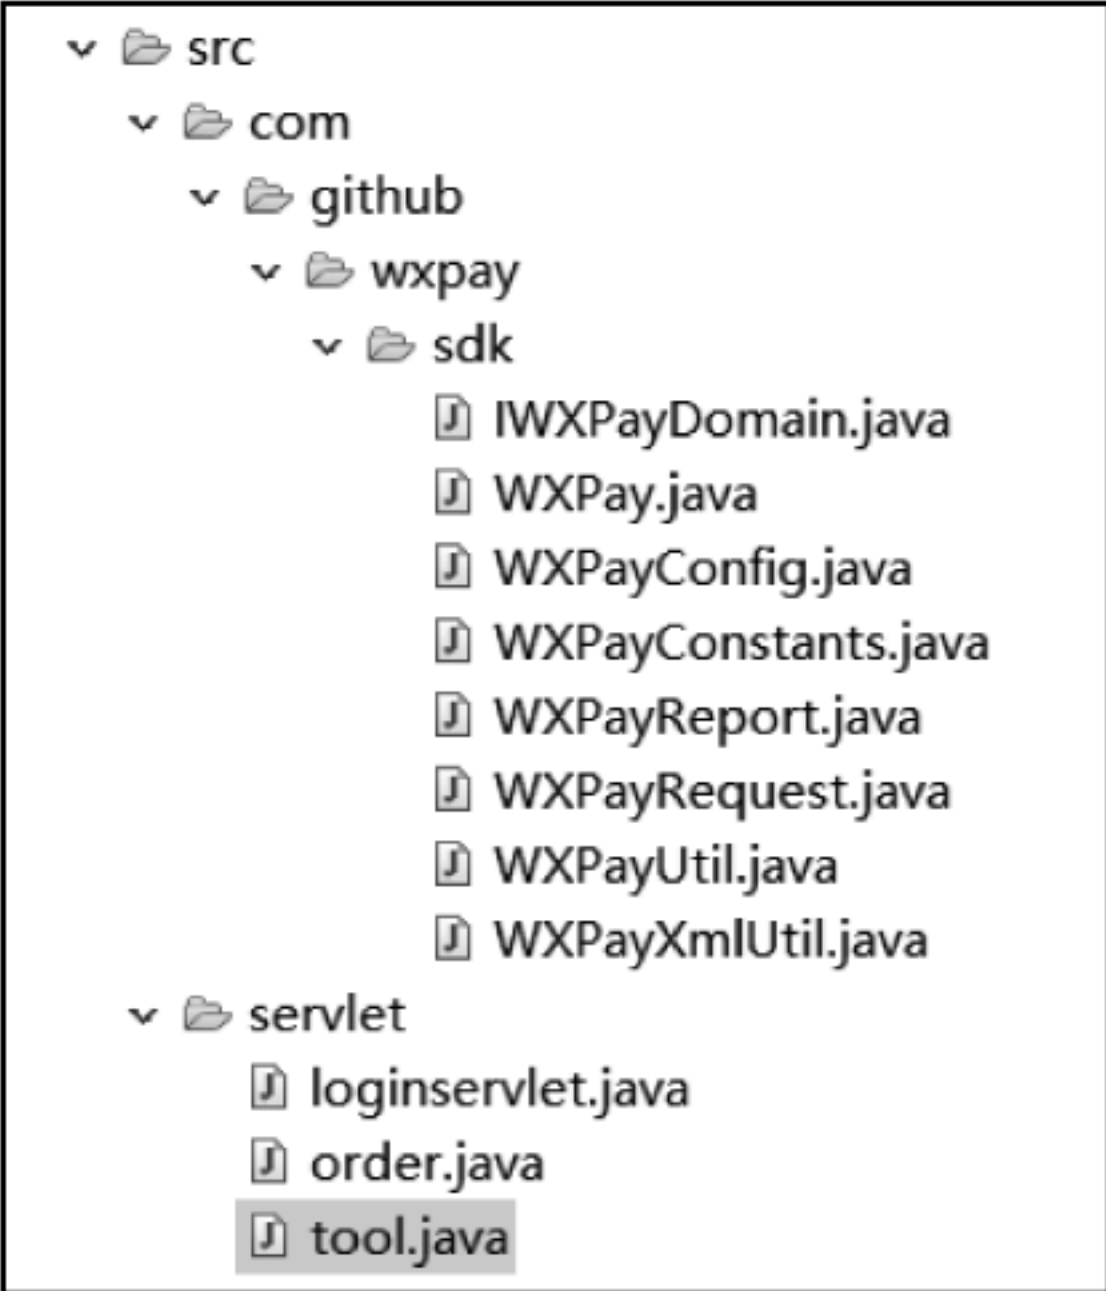 src
com
github
wxpay
sdk
IWXPayDomain.java
WXPay.java
WXPayConfig.java
WXPayConstants.java
WXPayReport.java
WXPayRequest.java
WXPayUtil.java
WXPayXmlUtil.java
servlet
loginservlet.java
order.java
tool.java